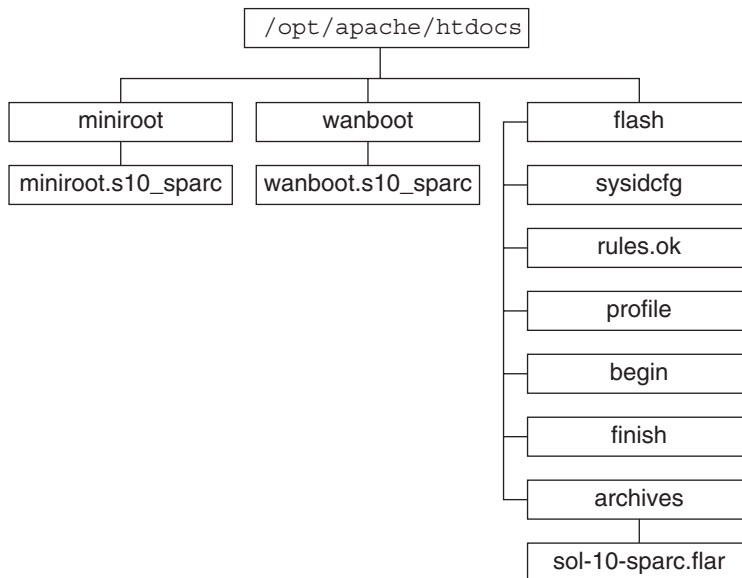 /opt/apache/htdocs
miniroot
wanboot
flash
miniroot.s10_sparc
wanboot.s10_sparc
sysidcfg
rules.ok
profile
begin
finish
archives
sol-10-sparc.flar